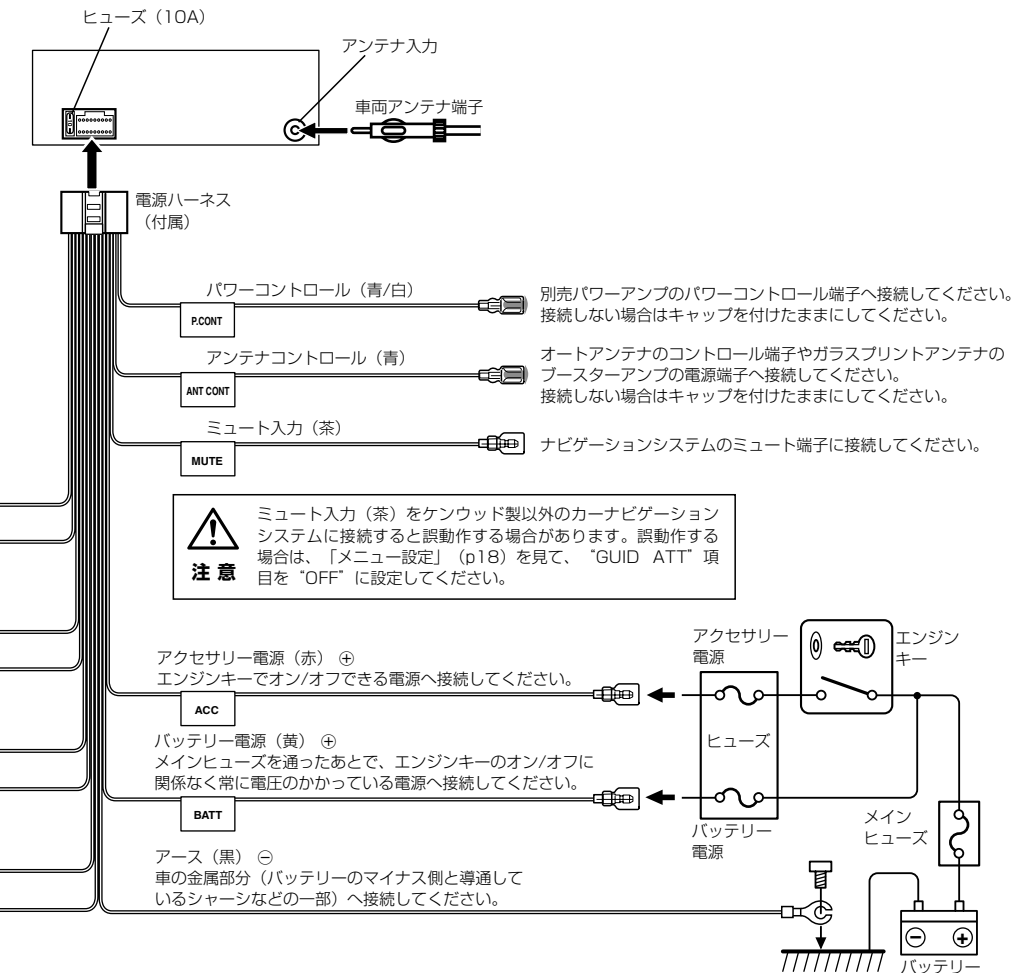 ヒューズ（10A）
アンテナ入力
車両アンテナ端子
電源ハーネス
（付属）
パワーコントロール（青/白）
P.CONT
別売パワーアンプのパワーコントロール端子へ接続してください。
接続しない場合はキャップを付けたままにしてください。
アンテナコントロール（青）
ANT CONT
オートアンテナのコントロール端子やガラスプリントアンテナの
ブースターアンプの電源端子へ接続してください。
接続しない場合はキャップを付けたままにしてください。
ミュート入力（茶）
MUTE
ナビゲーションシステムのミュート端子に接続してください。
注 意
ミュート入力（茶）をケンウッド製以外のカーナビゲーション
システムに接続すると誤動作する場合があります。誤動作する
場合は、「メニュー設定」（p18）を見て、“GUID ATT”項
目を“OFF”に設定してください。
アクセサリー電源（赤） ⊕
エンジンキーでオン/オフできる電源へ接続してください。
ACC
アクセサリー
電源
エンジン
キー
ヒューズ
バッテリー電源（黄） ⊕
メインヒューズを通ったあとで、エンジンキーのオン/オフに
関係なく常に電圧のかかっている電源へ接続してください。
BATT
バッテリー
電源
メイン
ヒューズ
アース（黒） ⊖
車の金属部分（バッテリーのマイナス側と導通して
いるシャーシなどの一部）へ接続してください。
⊖ ⊕
バッテリー